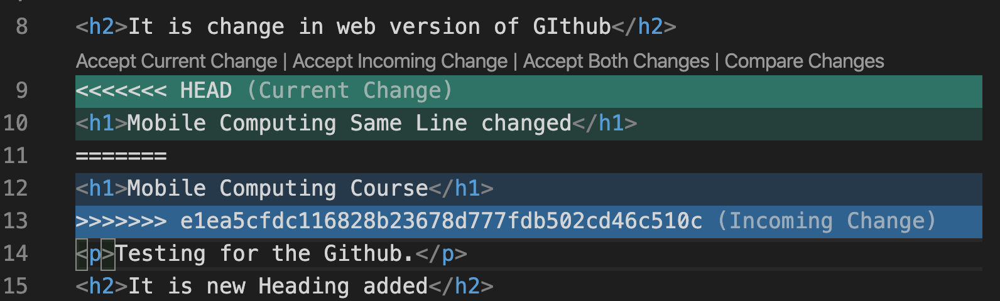 8 <h2>It is change in web version of GIthub</h2>
Accept Current Change | Accept Incoming Change | Accept Both Changes | Compare Changes
9 <<<<<<< HEAD (Current Change)
10 <h1>Mobile Computing Same Line changed</h1>
11 =======
12 <h1>Mobile Computing Course</h1>
13 >>>>>>> e1ea5cfdc116828b23678d777fdb502cd46c510c (Incoming Change)
14 <p>Testing for the Github.</p>
15 <h2>It is new Heading added</h2>